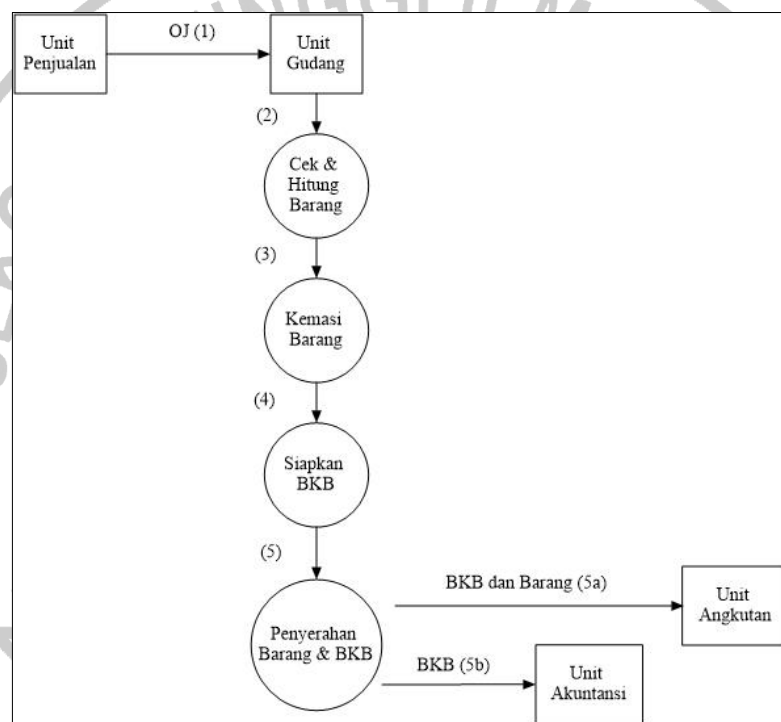 Unit
Penjualan
OJ (1)
Unit
Gudang
(2)
Cek &
Hitung
Barang
(3)
Kemasi
Barang
(4)
Siapkan
BKB
(5)
Penyerahan
Barang & BKB
BKB dan Barang (5a)
Unit
Angkutan
BKB (5b)
Unit
Akuntansi